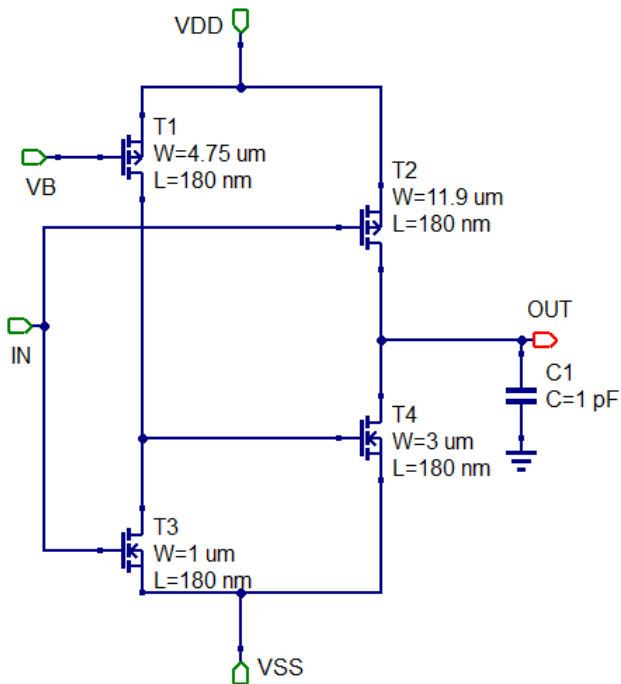 VDD
T1
W=4.75 um
L=180 nm
VB
T2
W=11.9 um
L=180 nm
IN
OUT
C1
C=1 pF
T4
W=3 um
L=180 nm
T3
W=1 um
L=180 nm
VSS